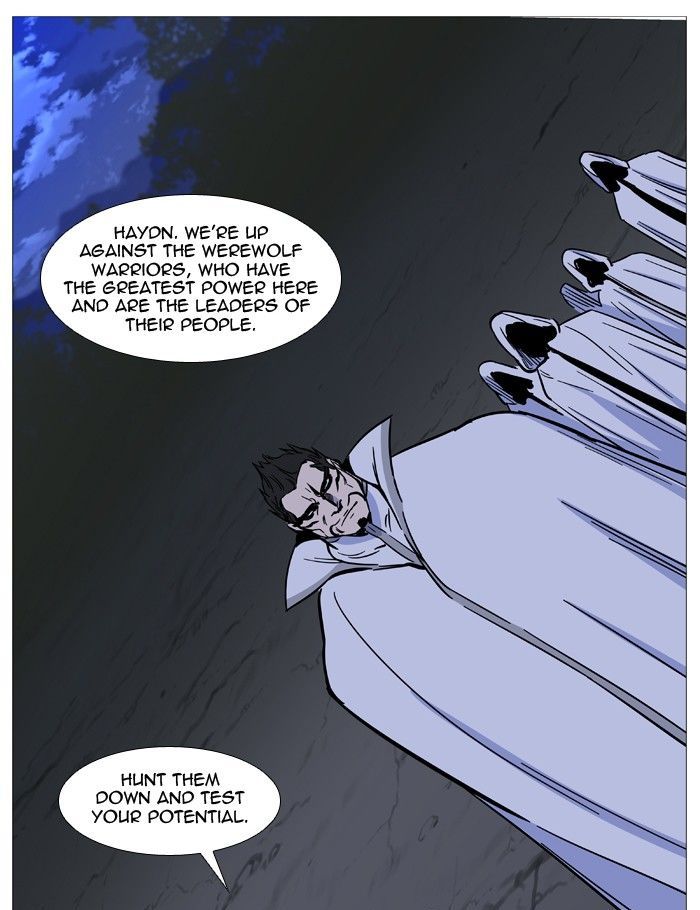 HAYDN. WE'RE UP
AGAINST THE WEREWOLF
WARRIORS, WHO HAVE
THE GREATEST POWER HERE
AND ARE THE LEADERS OF
THEIR PEOPLE.
HUNT THEM
DOWN AND TEST
YOUR POTENTIAL.